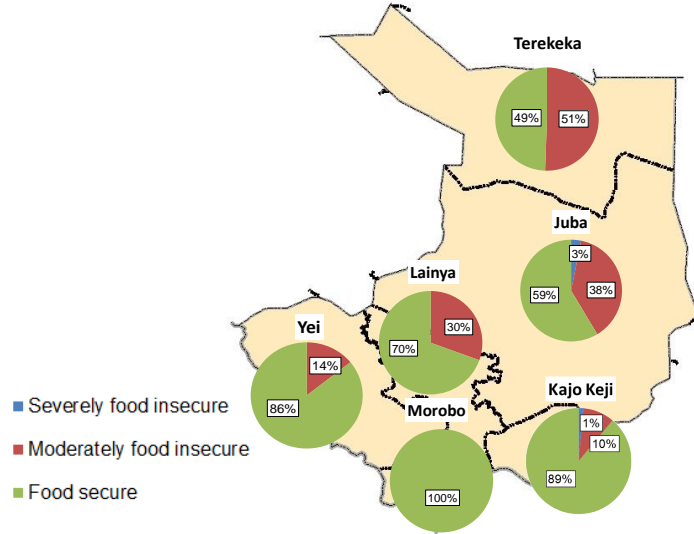 Terekeka
49%
51%
Juba
3%
59%
38%
Lainya
30%
70%
Yei
14%
86%
Kajo Keji
1%
10%
89%
Morobo
100%
Severely food insecure
Moderately food insecure
Food secure